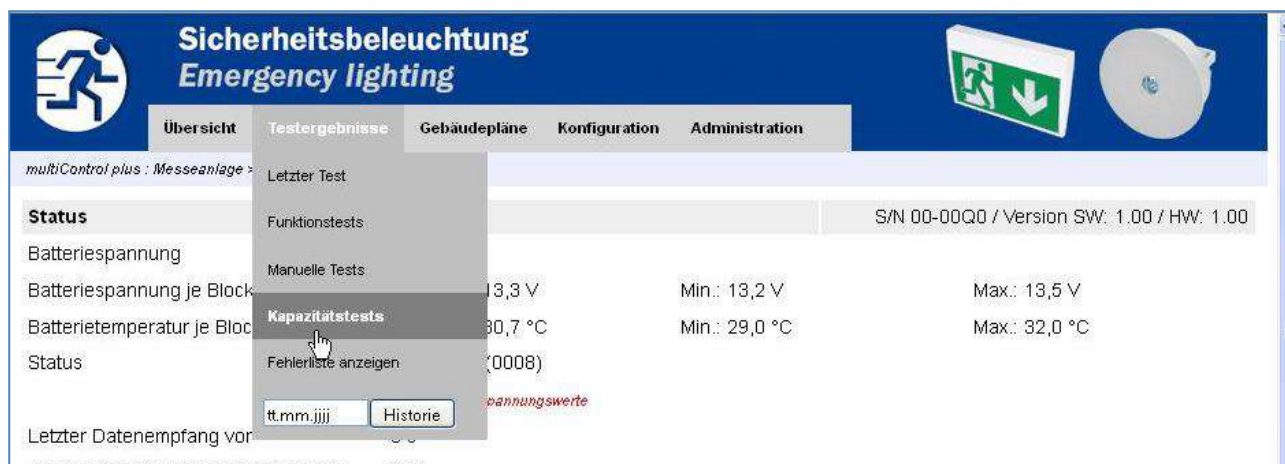 Sicherheitsbeleuchtung
Emergency lighting
Übersicht Testergebnisse Gebäudepläne Konfiguration Administration
multiControl plus : Messeanlage >
Letzter Test
Funktionstests
Manuelle Tests
Kapazitätstests
Fehlerliste anzeigen
tt.mm.jjjj Historie
Status S/N 00-00Q0 / Version SW: 1.00 / HW: 1.00
Batteriespannung
Batteriespannung je Block 13,3 V Min.: 13,2 V Max.: 13,5 V
Batterietemperatur je Bloc 30,7 °C Min.: 29,0 °C Max.: 32,0 °C
Status (0008)
pannungswerte
Letzter Datenempfang vor